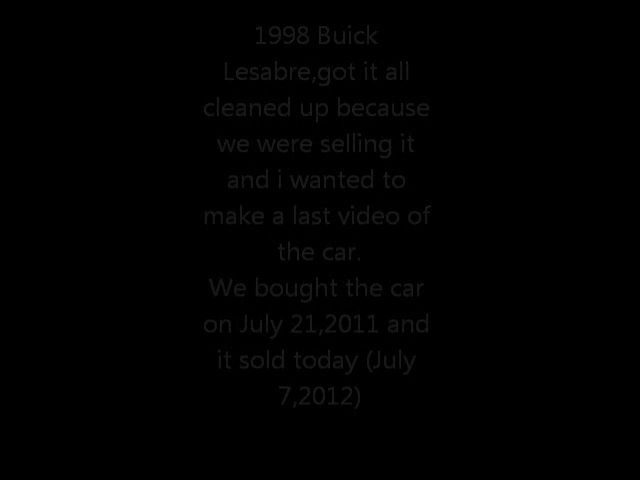 1998 Buick
Lesabre,got it all
cleaned up because
we were selling it
and i wanted to
make a last video of
the car.
We bought the car
on July 21,2011 and
it sold today (July
7,2012)